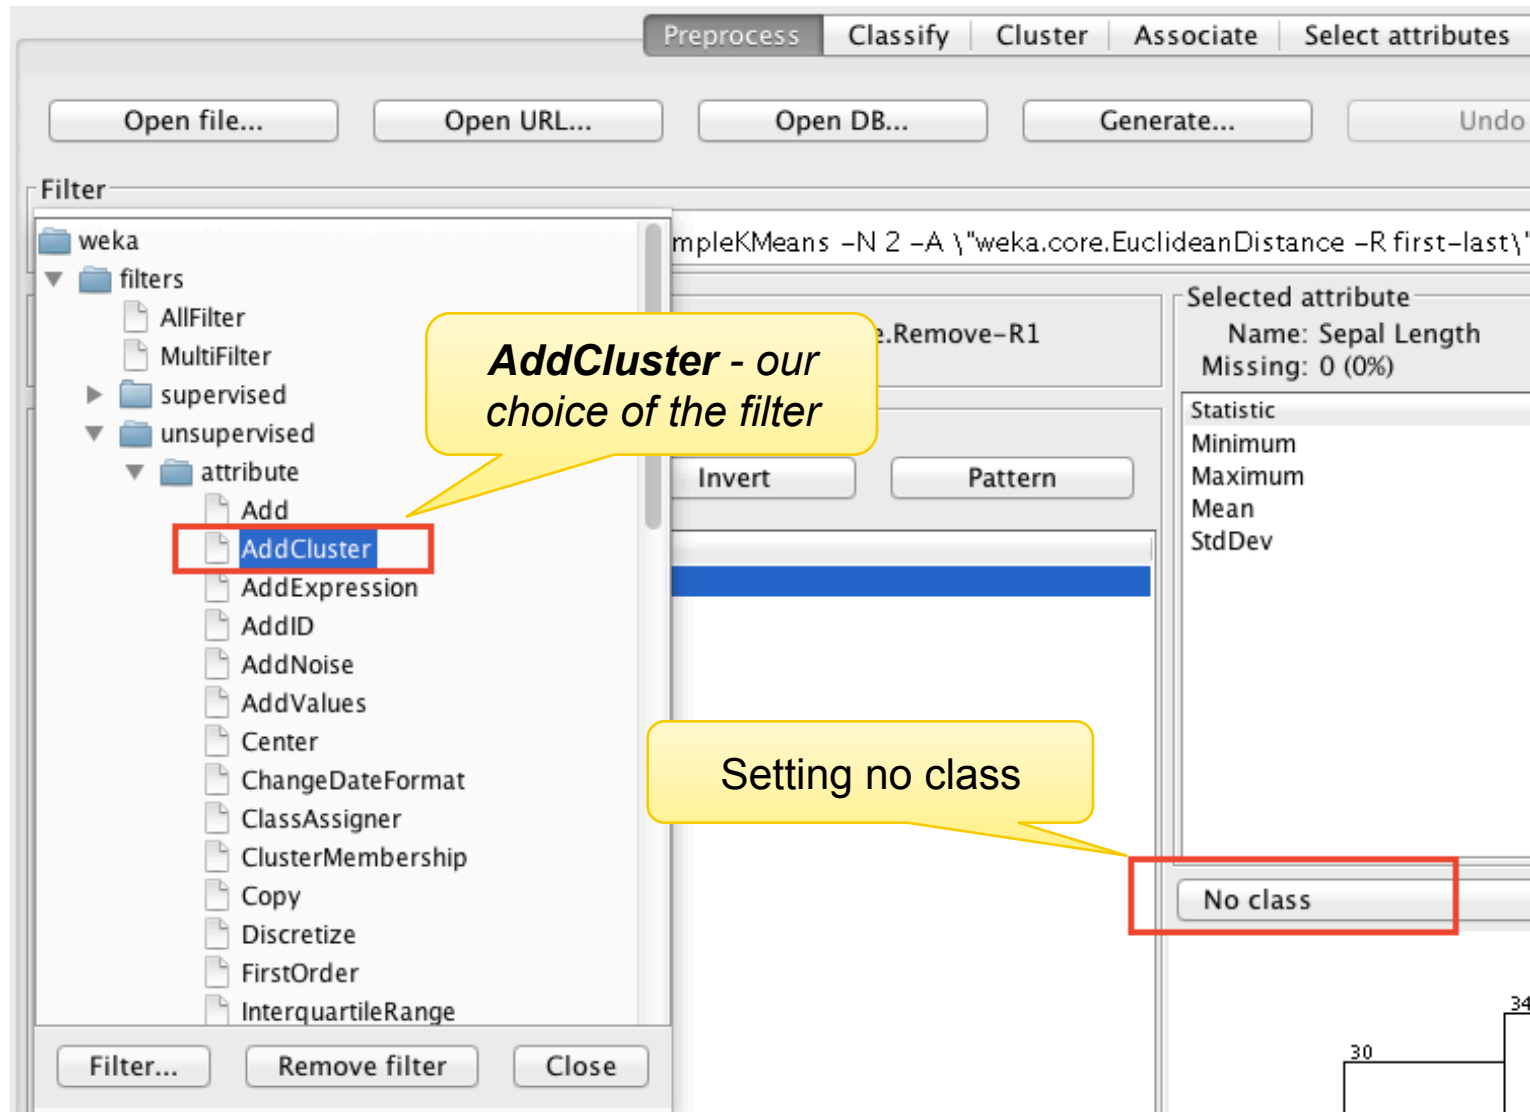 Preprocess Classify Cluster Associate Select attributes
Open file... Open URL... Open DB... Generate... Undo
Filter
weka
mpleKMeans –N 2 –A \"weka.core.EuclideanDistance –R first–last\"
filters
AllFilter
MultiFilter
supervised
unsupervised
attribute
Add
AddCluster
AddExpression
AddID
AddNoise
AddValues
Center
ChangeDateFormat
ClassAssigner
ClusterMembership
Copy
Discretize
FirstOrder
InterquartileRange
Filter... Remove filter Close
AddCluster - our
choice of the filter
e.Remove–R1
Invert Pattern
Selected attribute
Name: Sepal Length
Missing: 0 (0%)
Statistic
Minimum
Maximum
Mean
StdDev
Setting no class
No class
34
30